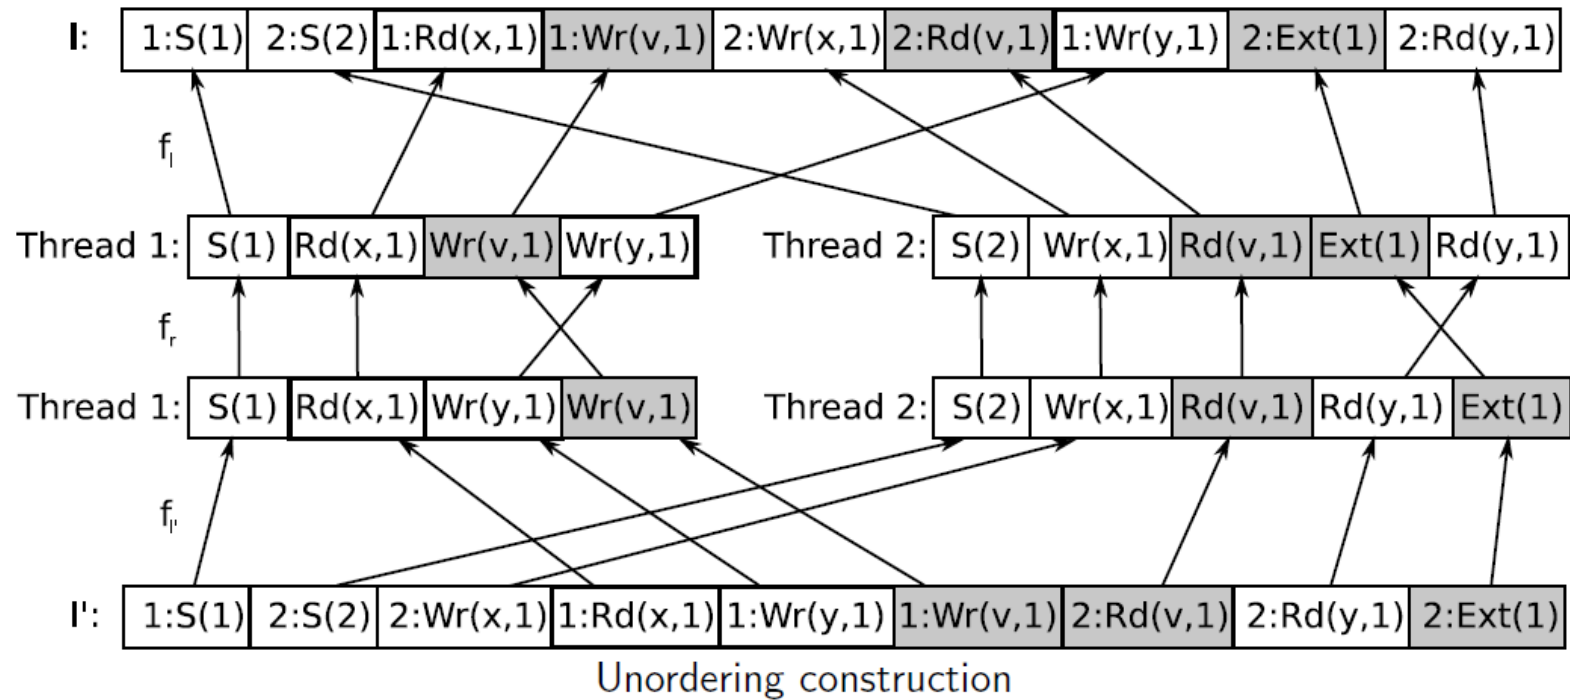 I: 1:S(1) 2:S(2) 1:Rd(x,1) 1:Wr(v,1) 2:Wr(x,1) 2:Rd(v,1) 1:Wr(y,1) 2:Ext(1) 2:Rd(y,1)
f_l
Thread 1: S(1) Rd(x,1) Wr(v,1) Wr(y,1) Thread 2: S(2) Wr(x,1) Rd(v,1) Ext(1) Rd(y,1)
f_r
Thread 1: S(1) Rd(x,1) Wr(y,1) Wr(v,1) Thread 2: S(2) Wr(x,1) Rd(v,1) Rd(y,1) Ext(1)
f_l'
I': 1:S(1) 2:S(2) 2:Wr(x,1) 1:Rd(x,1) 1:Wr(y,1) 1:Wr(v,1) 2:Rd(v,1) 2:Rd(y,1) 2:Ext(1)
Unordering construction